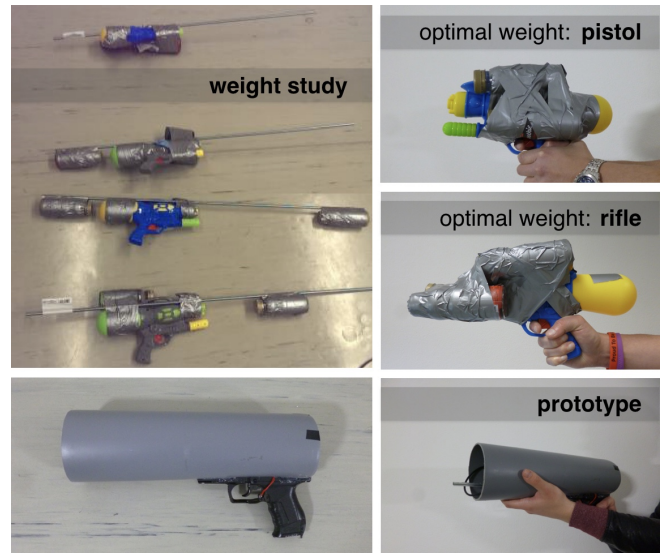 weight study
optimal weight: pistol
optimal weight: rifle
prototype